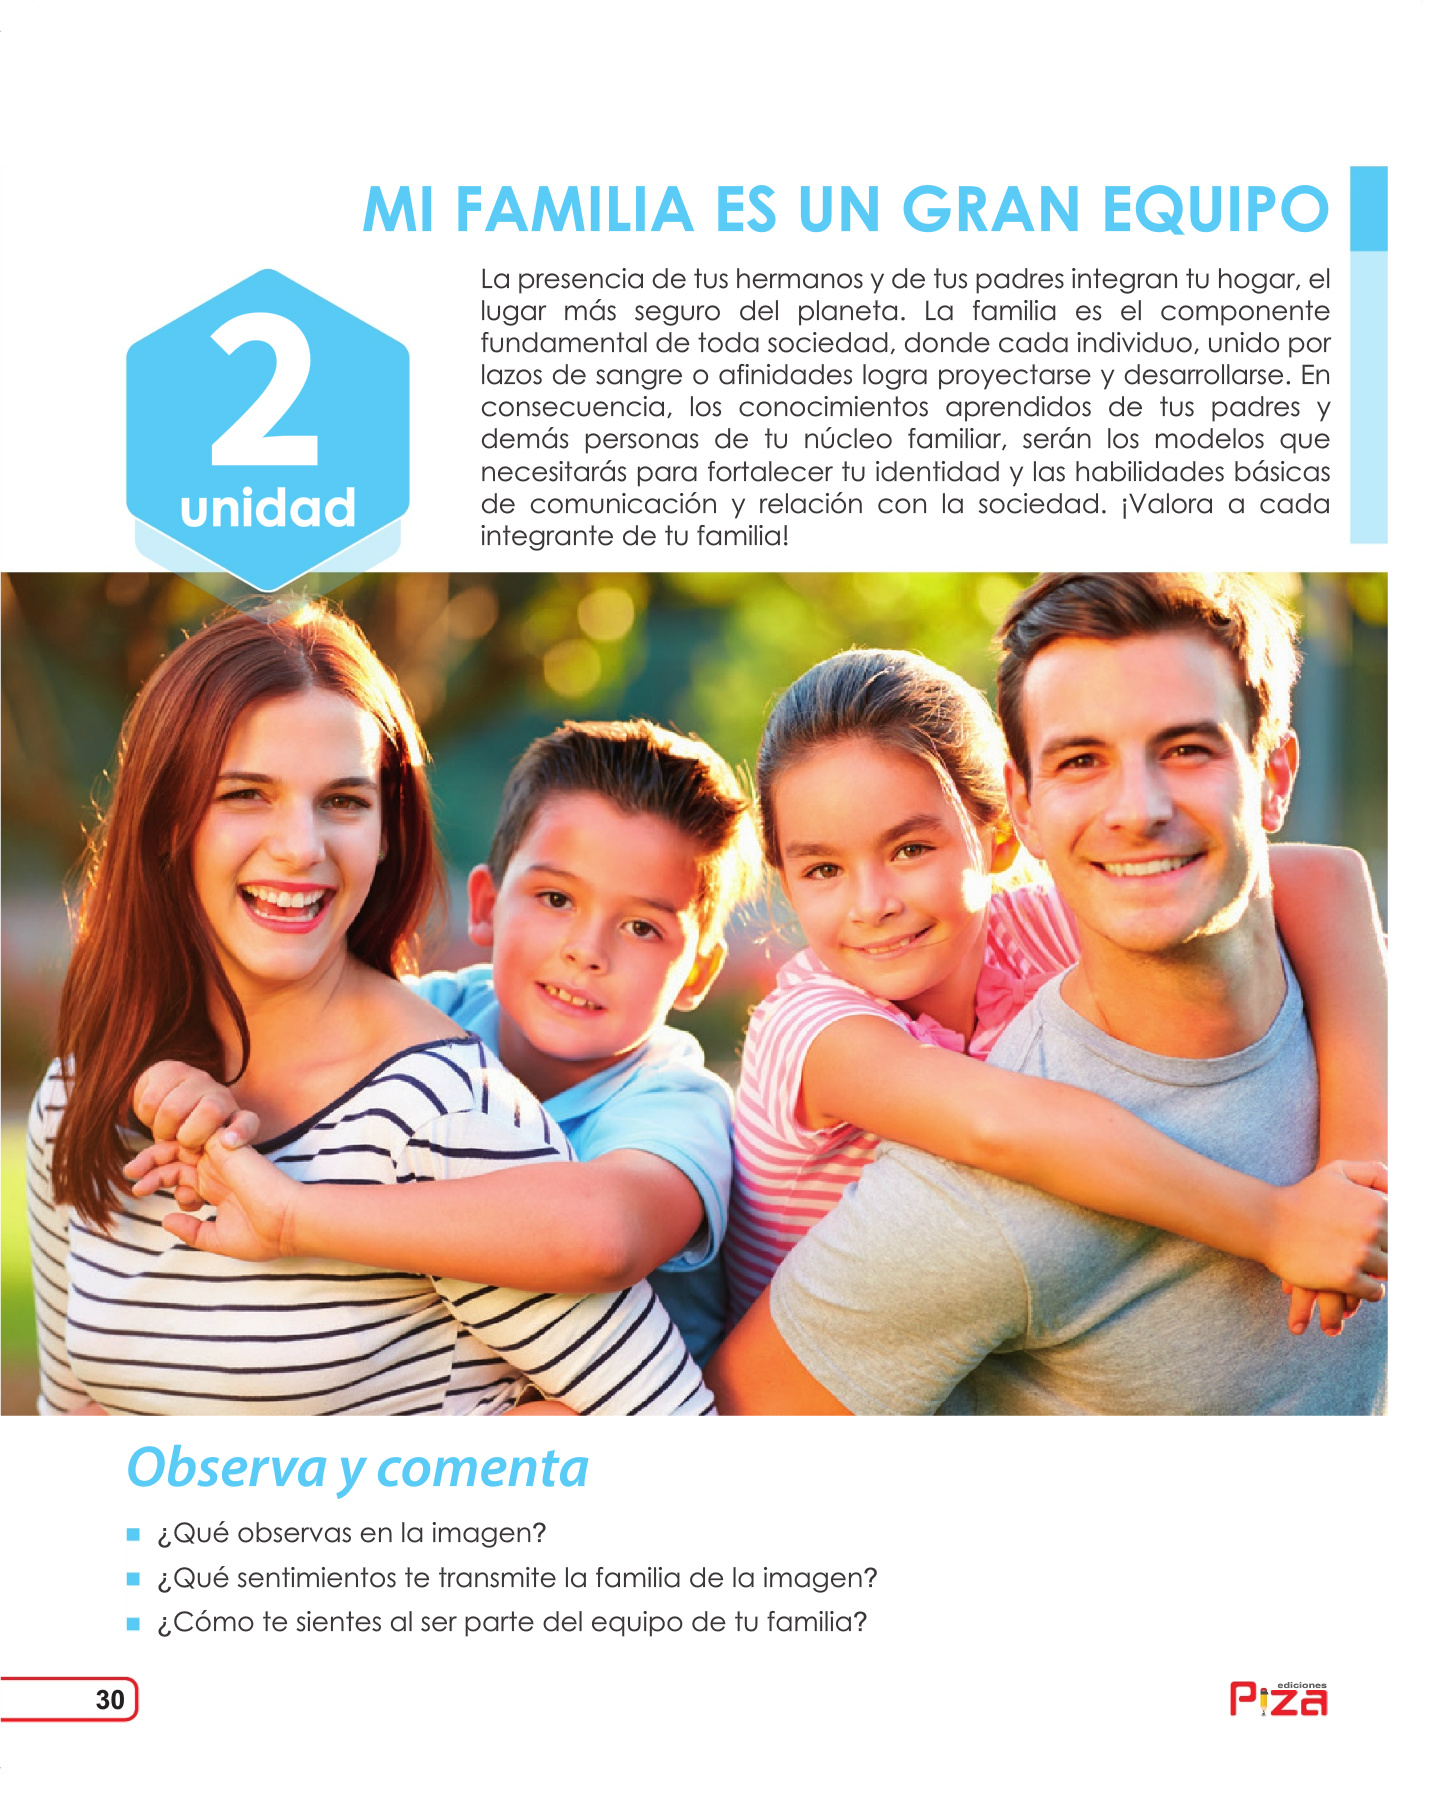 MI FAMILIA ES UN GRAN EQUIPO
2
unidad
La presencia de tus hermanos y de tus padres integran tu hogar, el
lugar más seguro del planeta. La familia es el componente
fundamental de toda sociedad, donde cada individuo, unido por
lazos de sangre o afinidades logra proyectarse y desarrollarse. En
consecuencia, los conocimientos aprendidos de tus padres y
demás personas de tu núcleo familiar, serán los modelos que
necesitarás para fortalecer tu identidad y las habilidades básicas
de comunicación y relación con la sociedad. ¡Valora a cada
integrante de tu familia!
Observa y comenta
¿Qué observas en la imagen?
¿Qué sentimientos te transmite la familia de la imagen?
¿Cómo te sientes al ser parte del equipo de tu familia?
30
ediciones
Piza